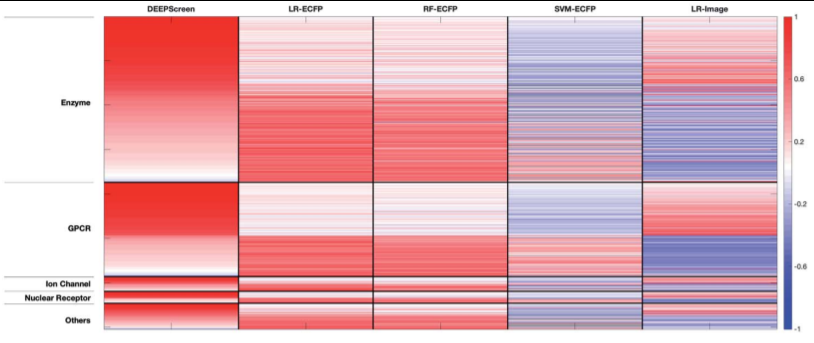 DEEPScreen LR-ECFP RF-ECFP SVM-ECFP LR-Image
1
Enzyme
0.6
0.2
GPCR
-0.2
-0.6
Ion Channel
Nuclear Receptor
Others
-1